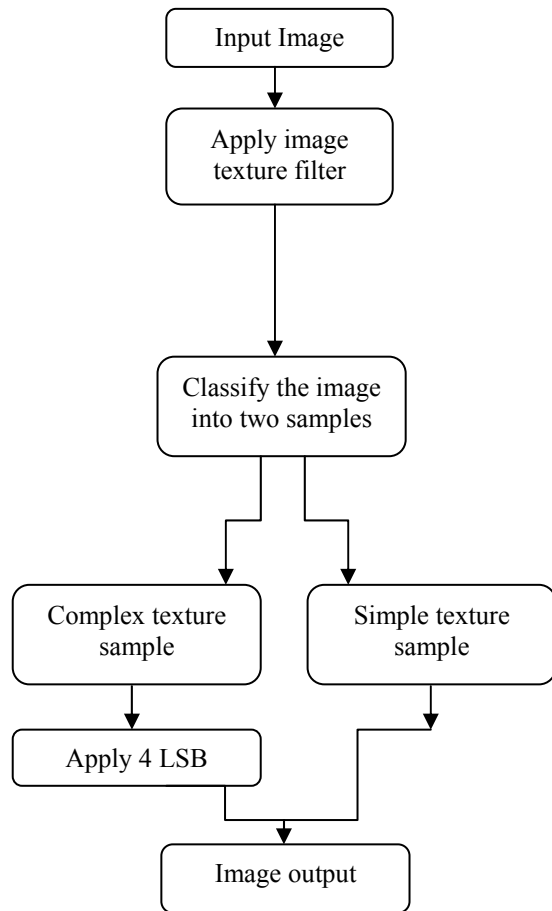 Input Image
Apply image
texture filter
Classify the image
into two samples
Complex texture
sample
Simple texture
sample
Apply 4 LSB
Image output